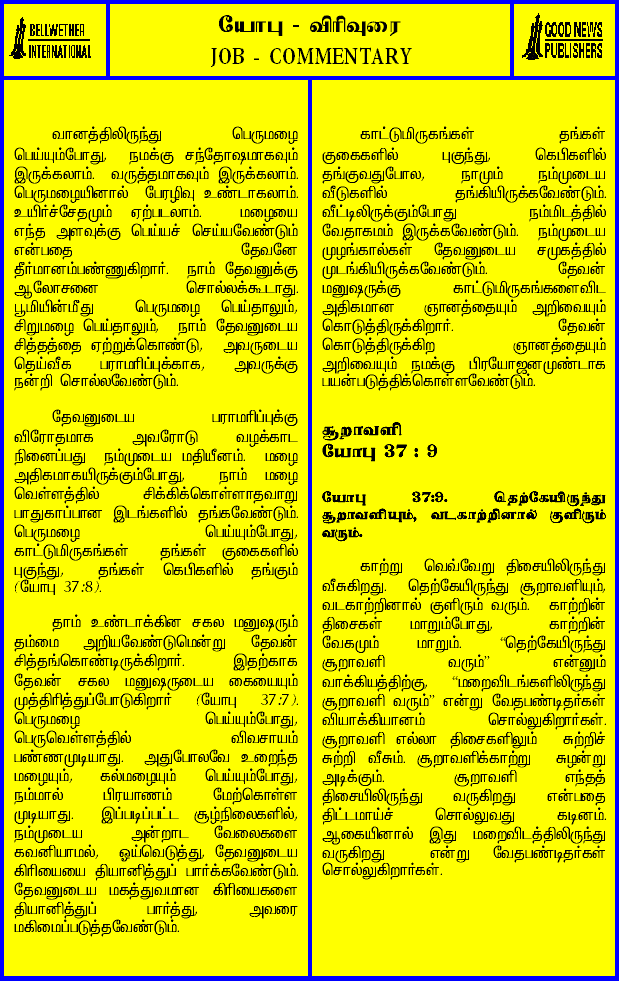 BELLWETHER
INTERNATIONAL
யோபு - விரிவுரை
JOB - COMMENTARY
GOOD NEWS
PUBLISHERS
வானத்திலிருந்து பெருமழை
பெய்யும்போது, நமக்கு சந்தோஷமாகவும்
இருக்கலாம். வருத்தமாகவும் இருக்கலாம்.
பெருமழையினால் பேரழிவு உண்டாகலாம்.
உயிர்ச்சேதமும் ஏற்படலாம். மழையை
எந்த அளவுக்கு பெய்யச் செய்யவேண்டும்
என்பதை தேவனே
தீர்மானம்பண்ணுகிறார். நாம் தேவனுக்கு
ஆலோசனை சொல்லக்கூடாது.
பூமியின்மீது பெருமழை பெய்தாலும்,
சிறுமழை பெய்தாலும், நாம் தேவனுடைய
சித்தத்தை ஏற்றுக்கொண்டு, அவருடைய
தெய்வீக பராமரிப்புக்காக, அவருக்கு
நன்றி சொல்லவேண்டும்.
தேவனுடைய பராமரிப்புக்கு
விரோதமாக அவரோடு வழக்காட
நினைப்பது நம்முடைய மதியீனம். மழை
அதிகமாகயிருக்கும்போது, நாம் மழை
வெள்ளத்தில் சிக்கிக்கொள்ளாதவாறு
பாதுகாப்பான இடங்களில் தங்கவேண்டும்.
பெருமழை பெய்யும்போது,
காட்டுமிருகங்கள் தங்கள் குகைகளில்
புகுந்து, தங்கள் கெபிகளில் தங்கும்
(யோபு 37:8).
தாம் உண்டாக்கின சகல மனுஷரும்
தம்மை அறியவேண்டுமென்று தேவன்
சித்தங்கொண்டிருக்கிறார். இதற்காக
தேவன் சகல மனுஷருடைய கையையும்
முத்திரித்துப்போடுகிறார் (யோபு 37:7).
பெருமழை பெய்யும்போது,
பெருவெள்ளத்தில் விவசாயம்
பண்ணமுடியாது. அதுபோலவே உறைந்த
மழையும், கல்மழையும் பெய்யும்போது,
நம்மால் பிரயாணம் மேற்கொள்ள
முடியாது. இப்படிப்பட்ட சூழ்நிலைகளில்,
நம்முடைய அன்றாட வேலைகளை
கவனியாமல், ஓய்வெடுத்து, தேவனுடைய
கிரியையை தியானித்துப் பார்க்கவேண்டும்.
தேவனுடைய மகத்துவமான கிரியைகளை
தியானித்துப் பார்த்து, அவரை
மகிமைப்படுத்தவேண்டும்.
காட்டுமிருகங்கள் தங்கள்
குகைகளில் புகுந்து, கெபிகளில்
தங்குவதுபோல, நாமும் நம்முடைய
வீடுகளில் தங்கியிருக்கவேண்டும்.
வீட்டிலிருக்கும்போது நம்மிடத்தில்
வேதாகமம் இருக்கவேண்டும். நம்முடைய
முழங்கால்கள் தேவனுடைய சமுகத்தில்
முடங்கியிருக்கவேண்டும். தேவன்
மனுஷருக்கு காட்டுமிருகங்களைவிட
அதிகமான ஞானத்தையும் அறிவையும்
கொடுத்திருக்கிறார். தேவன்
கொடுத்திருக்கிற ஞானத்தையும்
அறிவையும் நமக்கு பிரயோஜனமுண்டாக
பயன்படுத்திக்கொள்ளவேண்டும்.
சூறாவளி
யோபு 37 : 9
யோபு 37:9. தெற்கேயிருந்து
சூறாவளியும், வடகாற்றினால் குளிரும்
வரும்.
காற்று வெவ்வேறு திசையிலிருந்து
வீசுகிறது. தெற்கேயிருந்து சூறாவளியும்,
வடகாற்றினால் குளிரும் வரும். காற்றின்
திசைகள் மாறும்போது, காற்றின்
வேகமும் மாறும். “தெற்கேயிருந்து
சூறாவளி வரும்” என்னும்
வாக்கியத்திற்கு, “மறைவிடங்களிலிருந்து
சூறாவளி வரும்” என்று வேதபண்டிதர்கள்
வியாக்கியானம் சொல்லுகிறார்கள்.
சூறாவளி எல்லா திசைகளிலும் சுற்றிச்
சுற்றி வீசும். சூறாவளிக்காற்று சுழன்று
அடிக்கும். சூறாவளி எந்தத்
திசையிலிருந்து வருகிறது என்பதை
திட்டமாய்ச் சொல்லுவது கடினம்.
ஆகையினால் இது மறைவிடத்திலிருந்து
வருகிறது என்று வேதபண்டிதர்கள்
சொல்லுகிறார்கள்.